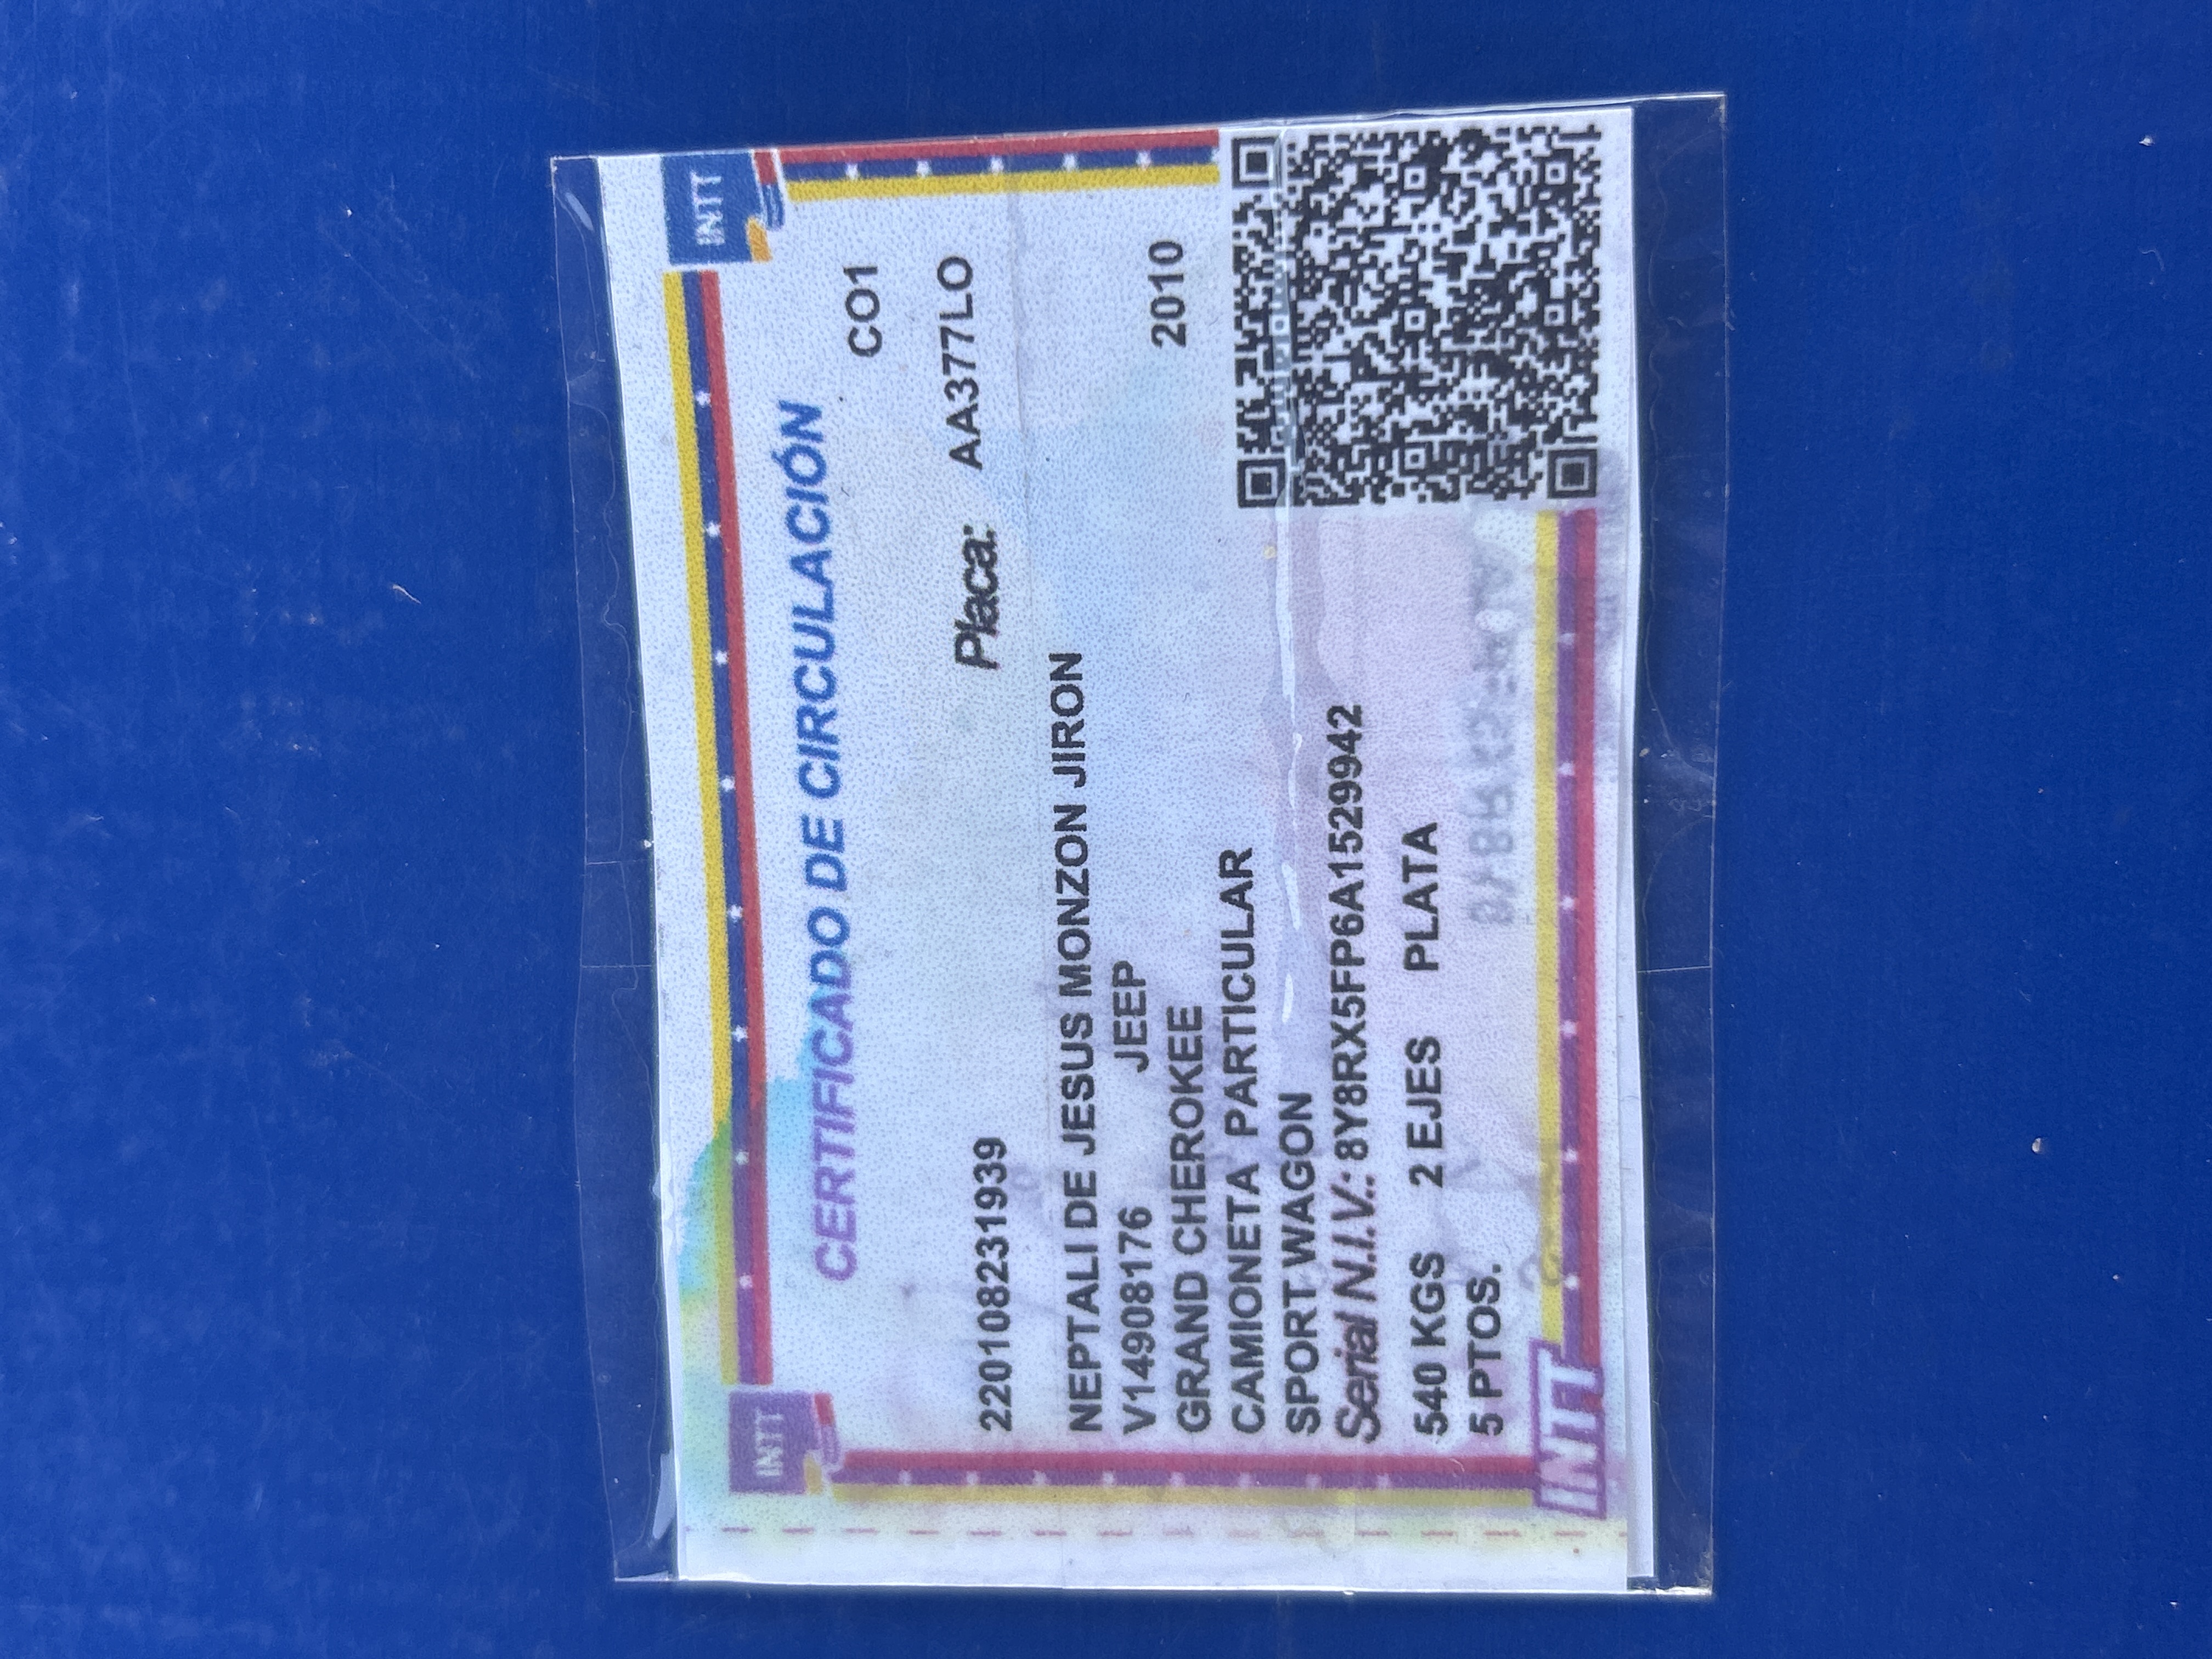 INTT
INTT
CERTIFICADO DE CIRCULACIÓN
CO1
220108231939 Placa: AA377LO
NEPTALI DE JESUS MONZON JIRON
V14908176 JEEP
GRAND CHEROKEE 2010
CAMIONETA PARTICULAR
SPORT WAGON
Serial N.I.V.: 8Y8RX5FP6A1529942
540 KGS 2 EJES PLATA
5 PTOS.
INTT